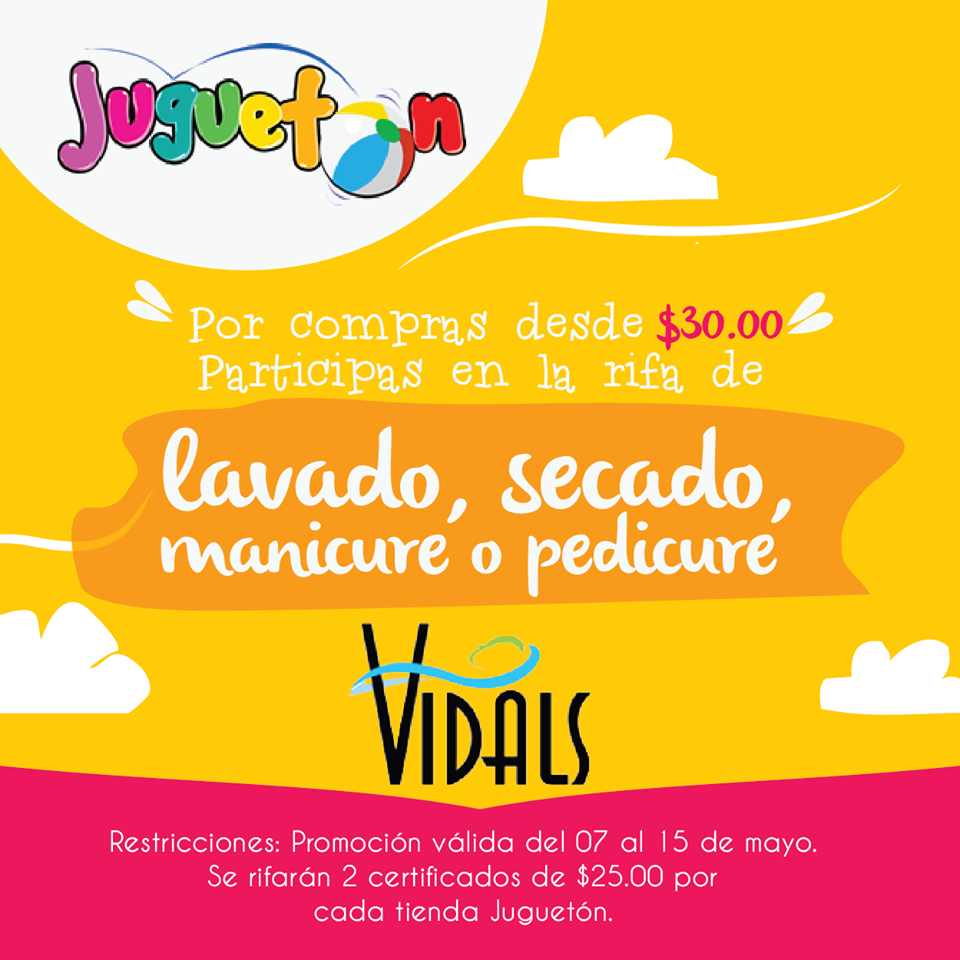 Juguetón
Por compras desde $30.00
Participas en la rifa de
lavado, secado,
manicure o pedicure
VIDALS
Restricciones: Promoción válida del 07 al 15 de mayo.
Se rifarán 2 certificados de $25.00 por
cada tienda Juguetón.